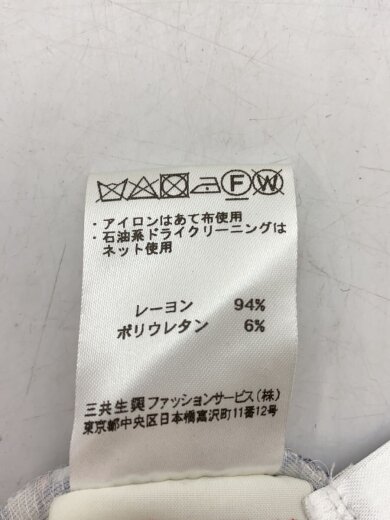 F W
・アイロンはあて布使用
・石油系ドライクリーニングは
ネット使用
レーヨン 94%
ポリウレタン 6%
三共生興ファッションサービス(株)
東京都中央区日本橋富沢町11番12号